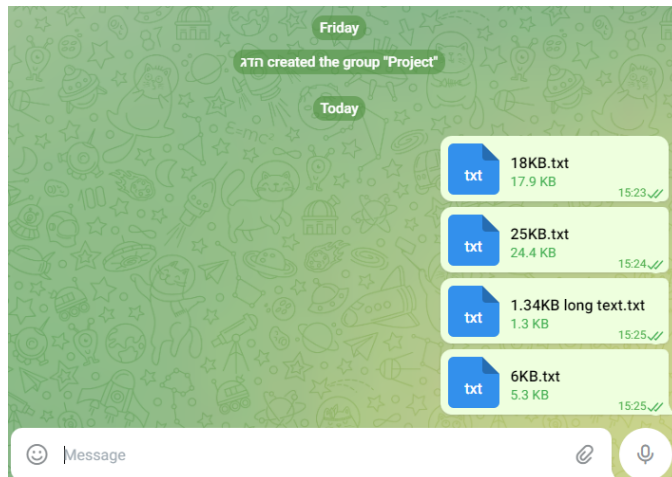 Friday
הדג created the group "Project"
Today
txt
18KB.txt
17.9 KB
15:23
txt
25KB.txt
24.4 KB
15:24
txt
1.34KB long text.txt
1.3 KB
15:25
txt
6KB.txt
5.3 KB
15:25
Message